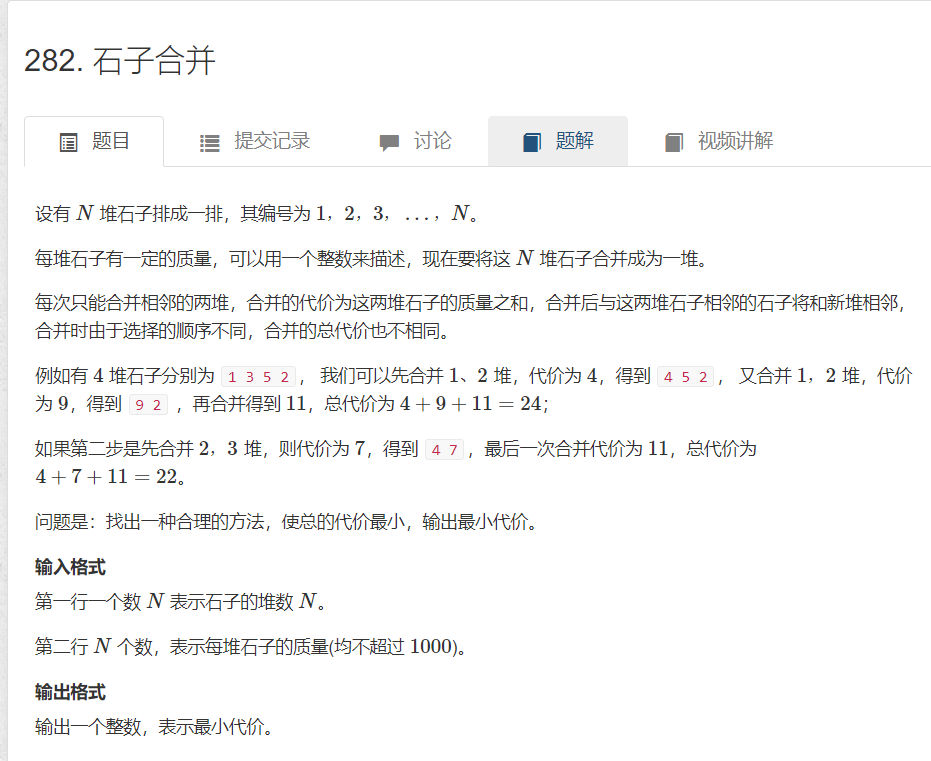 282. 石子合并
题目 提交记录 讨论 题解 视频讲解
设有 N 堆石子排成一排，其编号为 1，2，3，…，N。
每堆石子有一定的质量，可以用一个整数来描述，现在要将这 N 堆石子合并成为一堆。
每次只能合并相邻的两堆，合并的代价为这两堆石子的质量之和，合并后与这两堆石子相邻的石子将和新堆相邻，
合并时由于选择的顺序不同，合并的总代价也不相同。
例如有 4 堆石子分别为 1 3 5 2， 我们可以先合并 1、2 堆，代价为 4，得到 4 5 2， 又合并 1，2 堆，代价
为 9，得到 9 2 ，再合并得到 11，总代价为 4 + 9 + 11 = 24；
如果第二步是先合并 2，3 堆，则代价为 7，得到 4 7 ，最后一次合并代价为 11，总代价为
4 + 7 + 11 = 22。
问题是：找出一种合理的方法，使总的代价最小，输出最小代价。
输入格式
第一行一个数 N 表示石子的堆数 N。
第二行 N 个数，表示每堆石子的质量(均不超过 1000)。
输出格式
输出一个整数，表示最小代价。